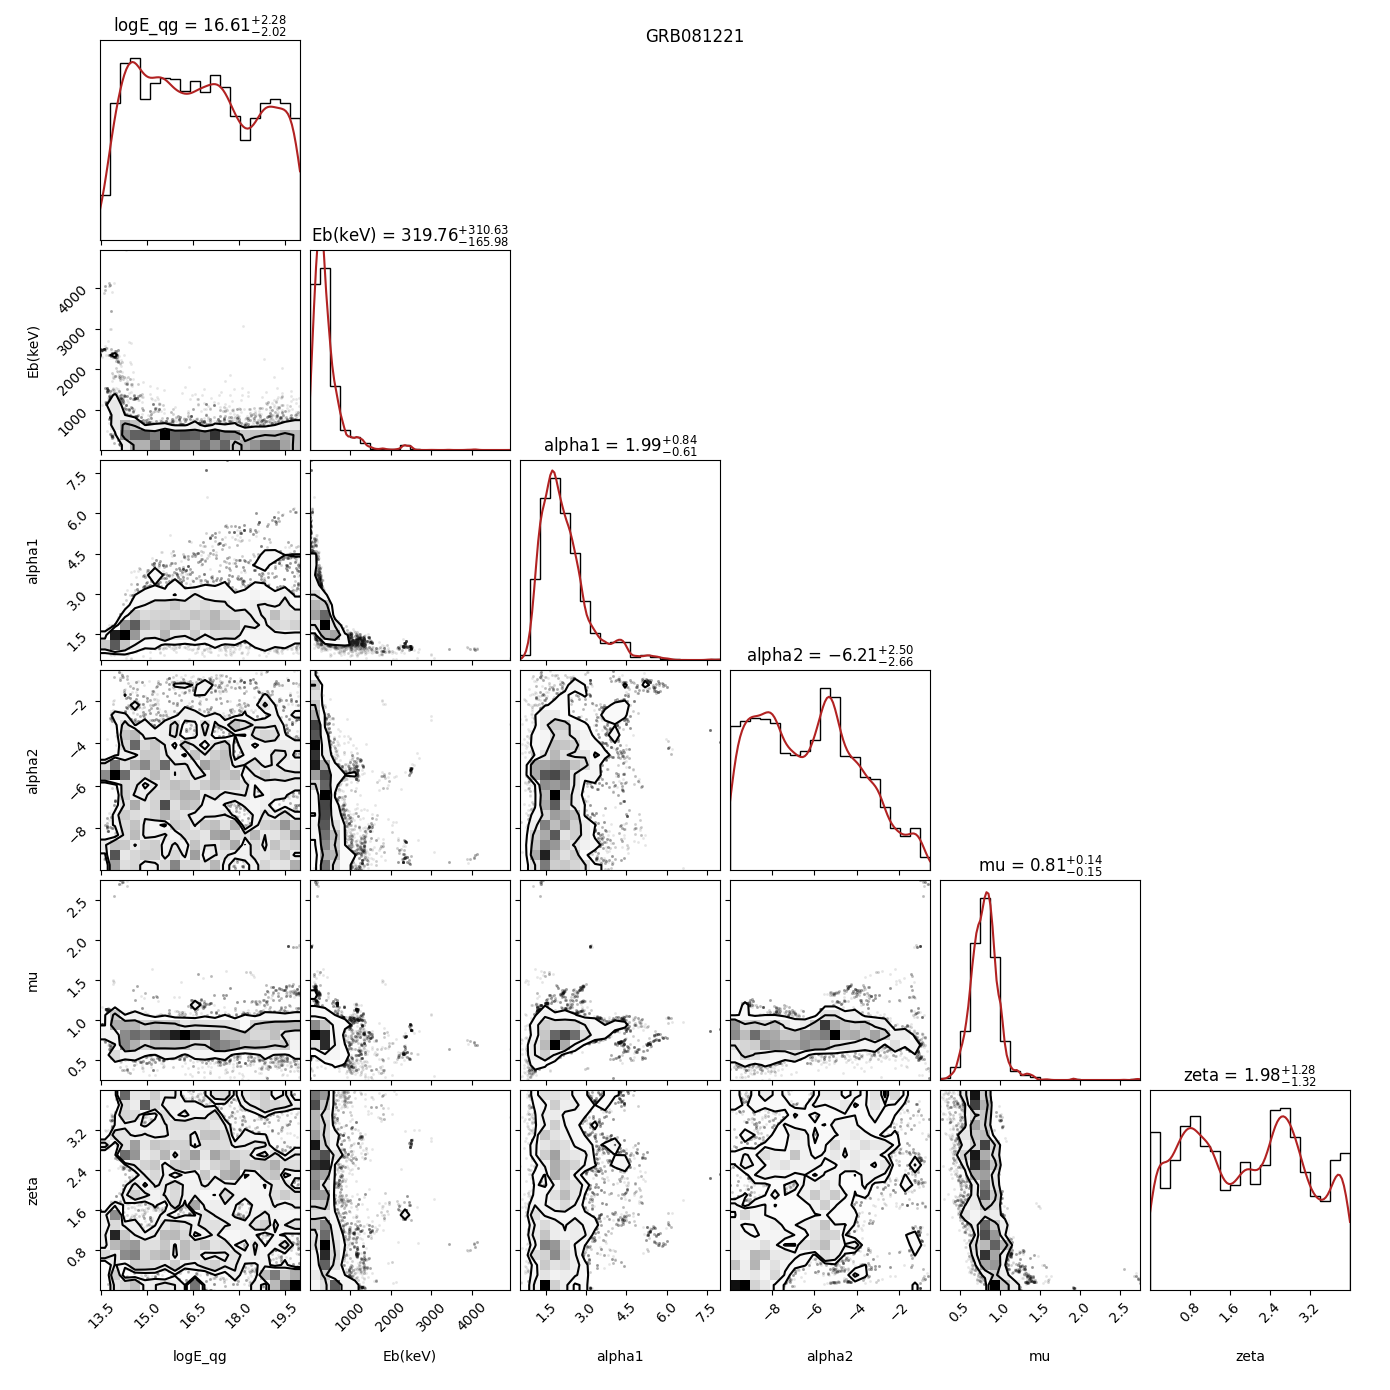 GRB081221
logE_qg = 16.61+2.28−2.02
Eb(keV) = 319.76+310.63−165.98
Eb(keV)
4000
3000
2000
1000
alpha1 = 1.99+0.84−0.61
alpha1
7.5
6.0
4.5
3.0
1.5
alpha2 = −6.21+2.50−2.66
alpha2
−2
−4
−6
−8
mu = 0.81+0.14−0.15
mu
2.5
2.0
1.5
1.0
0.5
zeta = 1.98+1.28−1.32
zeta
3.2
2.4
1.6
0.8
13.5 15.0 16.5 18.0 19.5 1000 2000 3000 4000 1.5 3.0 4.5 6.0 7.5 −8 −6 −4 −2 0.5 1.0 1.5 2.0 2.5 0.8 1.6 2.4 3.2
logE_qg Eb(keV) alpha1 alpha2 mu zeta